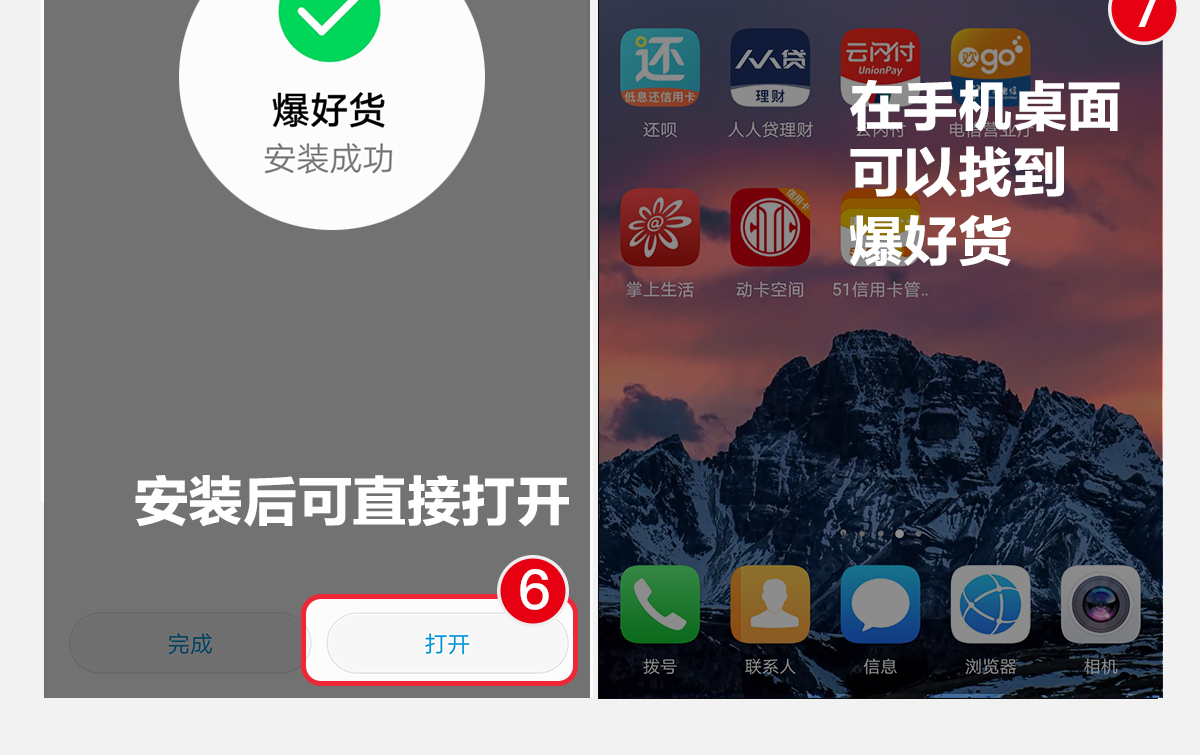 爆好货
安装成功
安装后可直接打开
6
完成
打开
7
还
低息还信用卡
还呗
人人贷
理财
人人贷理财
云闪付
UnionPay
云闪付
欢go
电信营业厅
在手机桌面
可以找到
爆好货
掌上生活
信用卡
动卡空间
51信用卡管..
拨号
联系人
信息
浏览器
相机